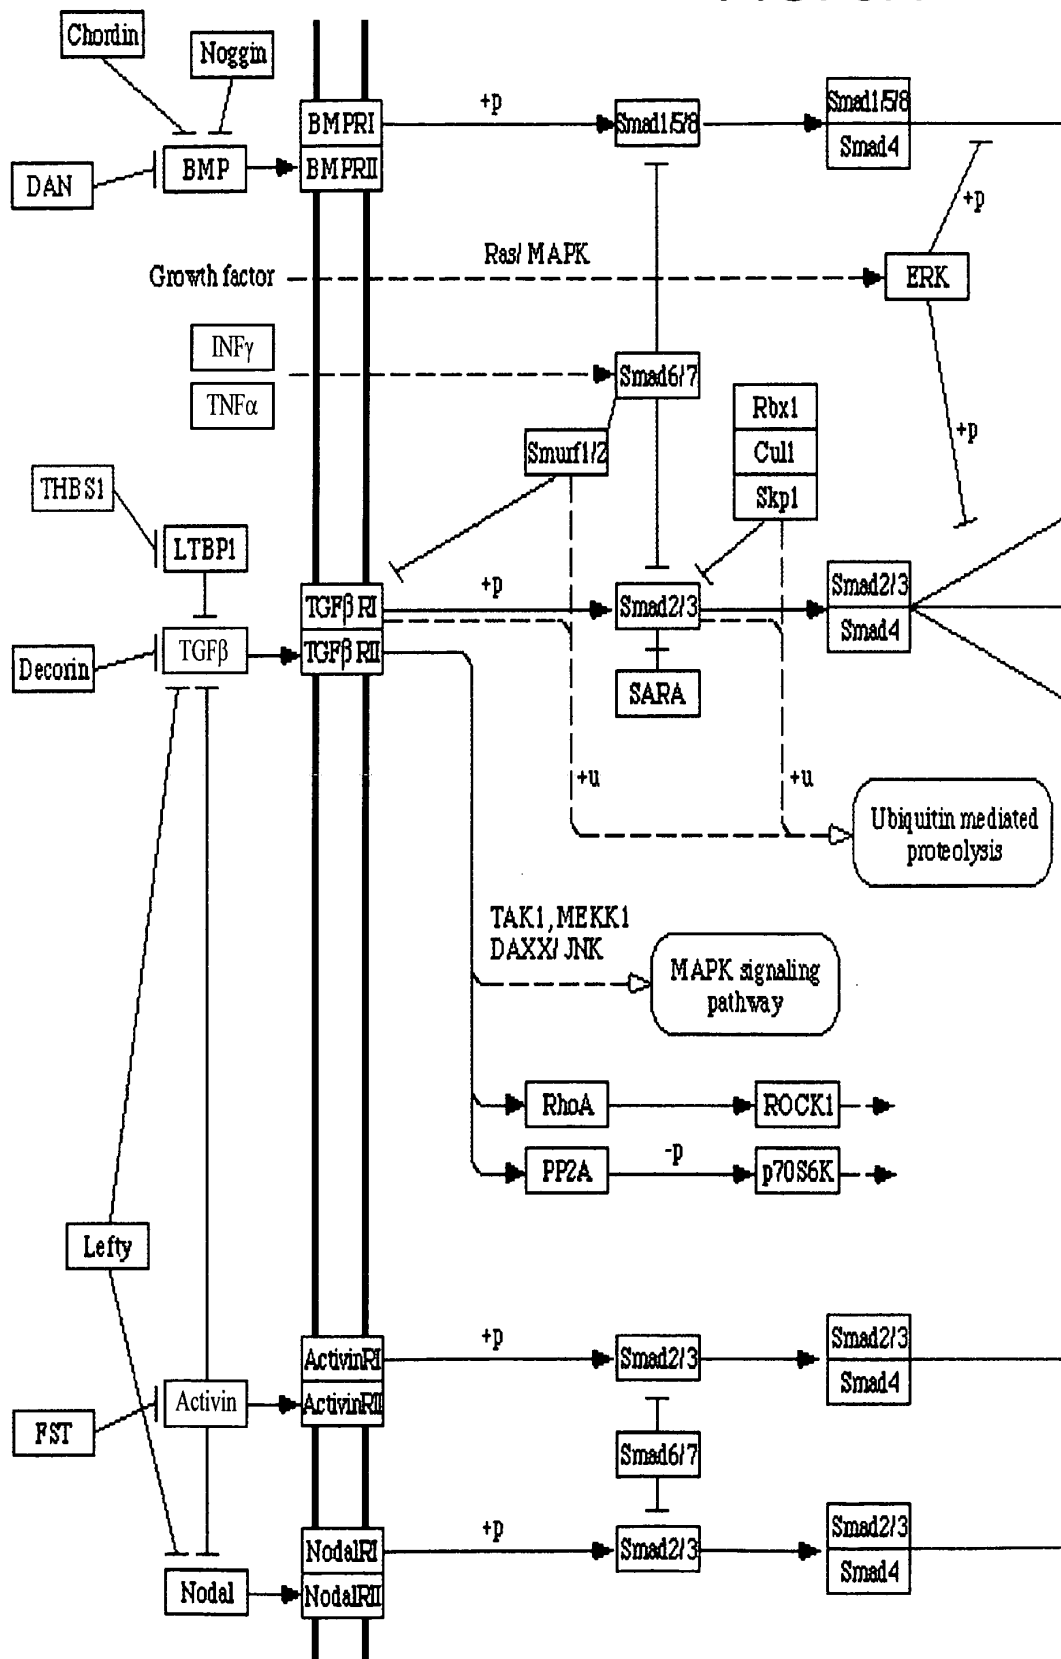 Chordin
Noggin
DAN
BMP
BMPRI
BMPRII
+p
Smad1/5/8
Smad1/5/8
Smad4
+p
Growth factor
Ras/ MAPK
ERK
INFγ
TNFα
Smad6/7
Smurf1/2
Rbx1
Cul1
Skp1
+p
THBS1
LTBP1
Decorin
TGFβ
TGFβ RI
TGFβ RII
+p
Smad2/3
SARA
Smad2/3
Smad4
+u
+u
Ubiquitin mediated
proteolysis
TAK1, MEKK1
DAXX/ JNK
MAPK signaling
pathway
RhoA
ROCK1
PP2A
-p
p70S6K
Lefty
FST
Activin
ActivinRI
ActivinRII
+p
Smad2/3
Smad2/3
Smad4
Smad6/7
Nodal
NodalRI
NodalRII
+p
Smad2/3
Smad2/3
Smad4